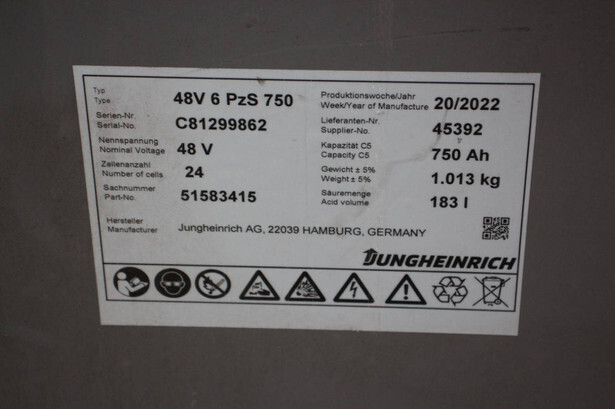 Typ
Type
48V 6 PzS 750
Produktionswoche/Jahr
Week/Year of Manufacture
20/2022
Serien-Nr.
Serial-No.
C81299862
Lieferanten-Nr.
Supplier-No.
45392
Nennspannung
Nominal Voltage
48 V
Kapazität C5
Capacity C5
750 Ah
Zellenanzahl
Number of cells
24
Gewicht ± 5%
Weight ± 5%
1.013 kg
Sachnummer
Part-No.
51583415
Säuremenge
Acid volume
183 l
Hersteller
Manufacturer
Jungheinrich AG, 22039 HAMBURG, GERMANY
JUNGHEINRICH